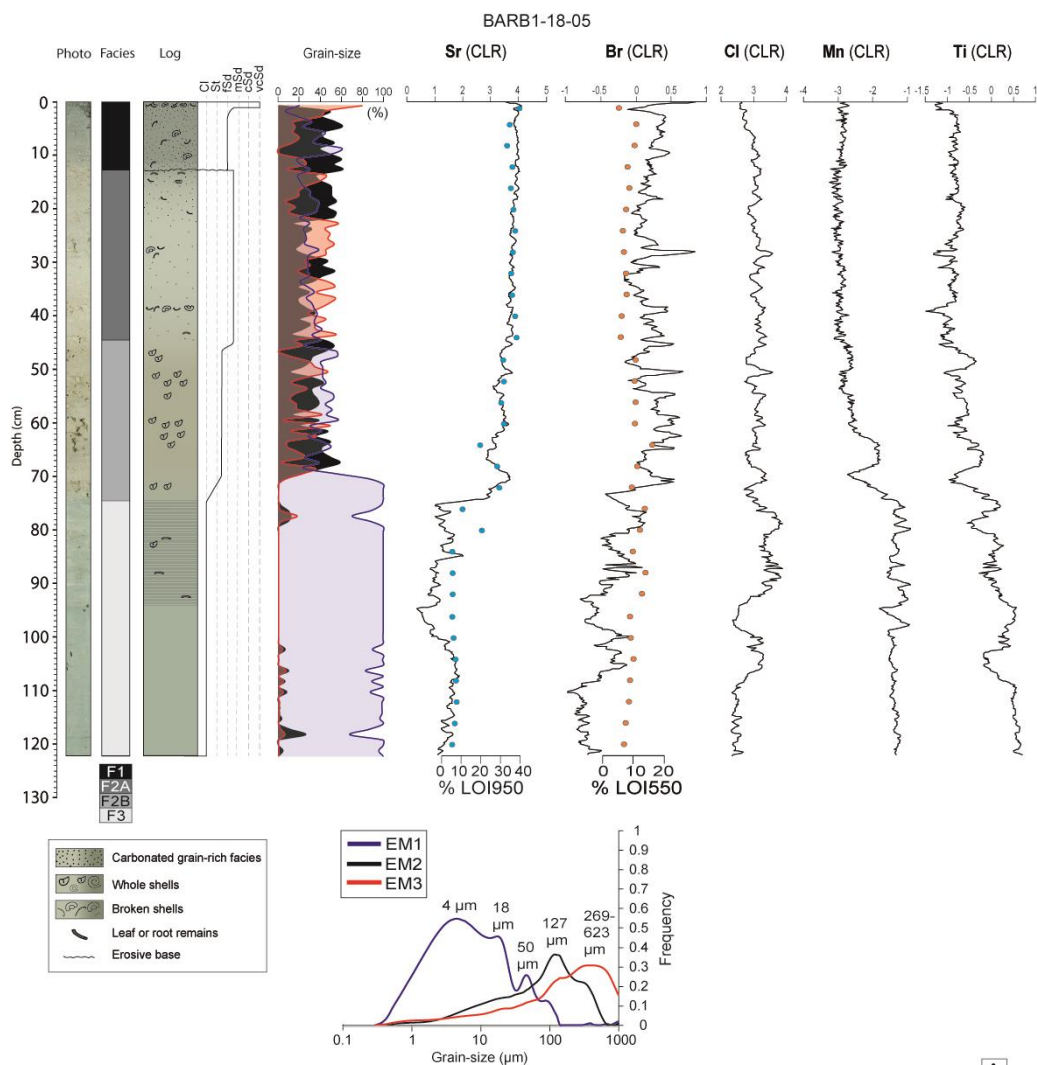 BARB1-18-05
Photo Facies Log Grain-size Sr (CLR) Br (CLR) Cl (CLR) Mn (CLR) Ti (CLR)
Cl St fSd mSd cSd vcSd
0 20 40 60 80 100 0 1 2 3 4 5 -1 -0.5 0 0.5 1 2 3 4 -4 -3 -2 -1 -1.5 -1 -0.5 0 0.5 1
(%)
Depth (cm)
0
10
20
30
40
50
60
70
80
90
100
110
120
130
0 10 20 30 40 0 10 20
% LOI950 % LOI550
F1
F2A
F2B
F3
Carbonated grain-rich facies
Whole shells
Broken shells
Leaf or root remains
Erosive base
EM1
EM2
EM3
4 µm
18 µm
50 µm
127 µm
269-623 µm
1
0.9
0.8
0.7
0.6
0.5
0.4
0.3
0.2
0.1
0
Frequency
0.1 1 10 100 1000
Grain-size (µm)